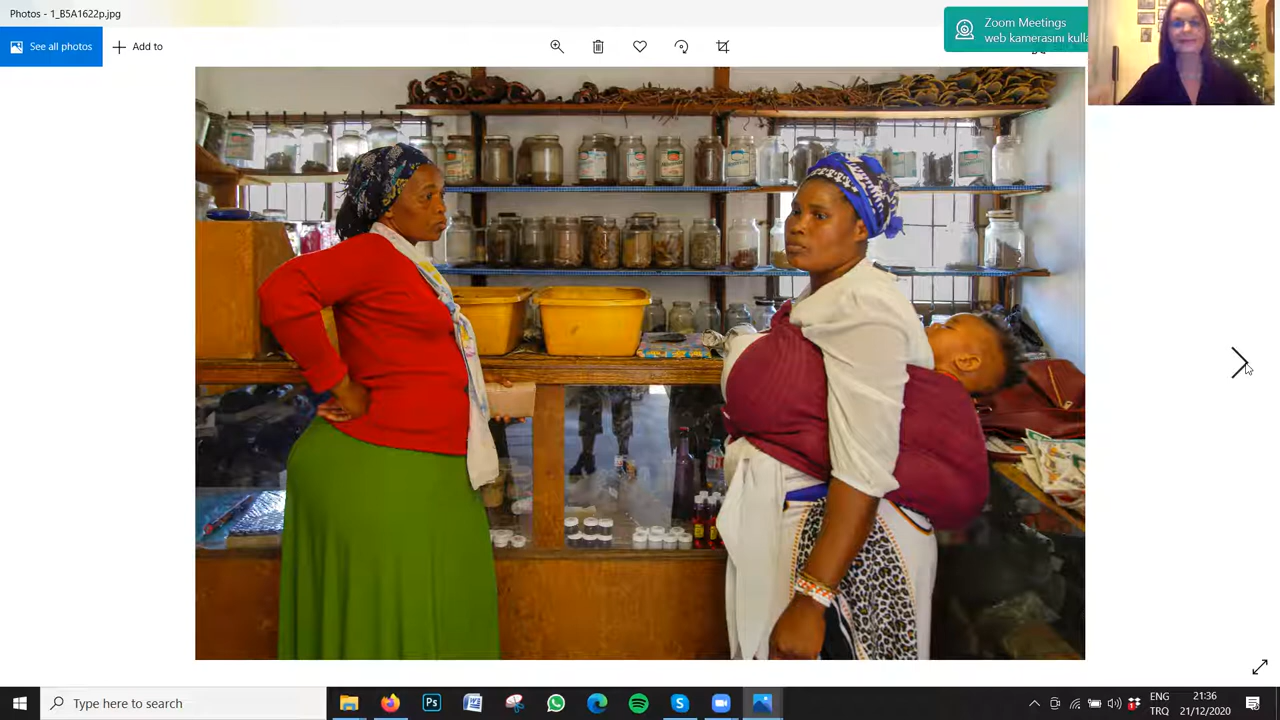 Photos - 1_B5A1622p.jpg
See all photos
Add to
Zoom Meetings
web kamerasını kulla
Type here to search
Ps
ENG
TRQ
21:36
21/12/2020